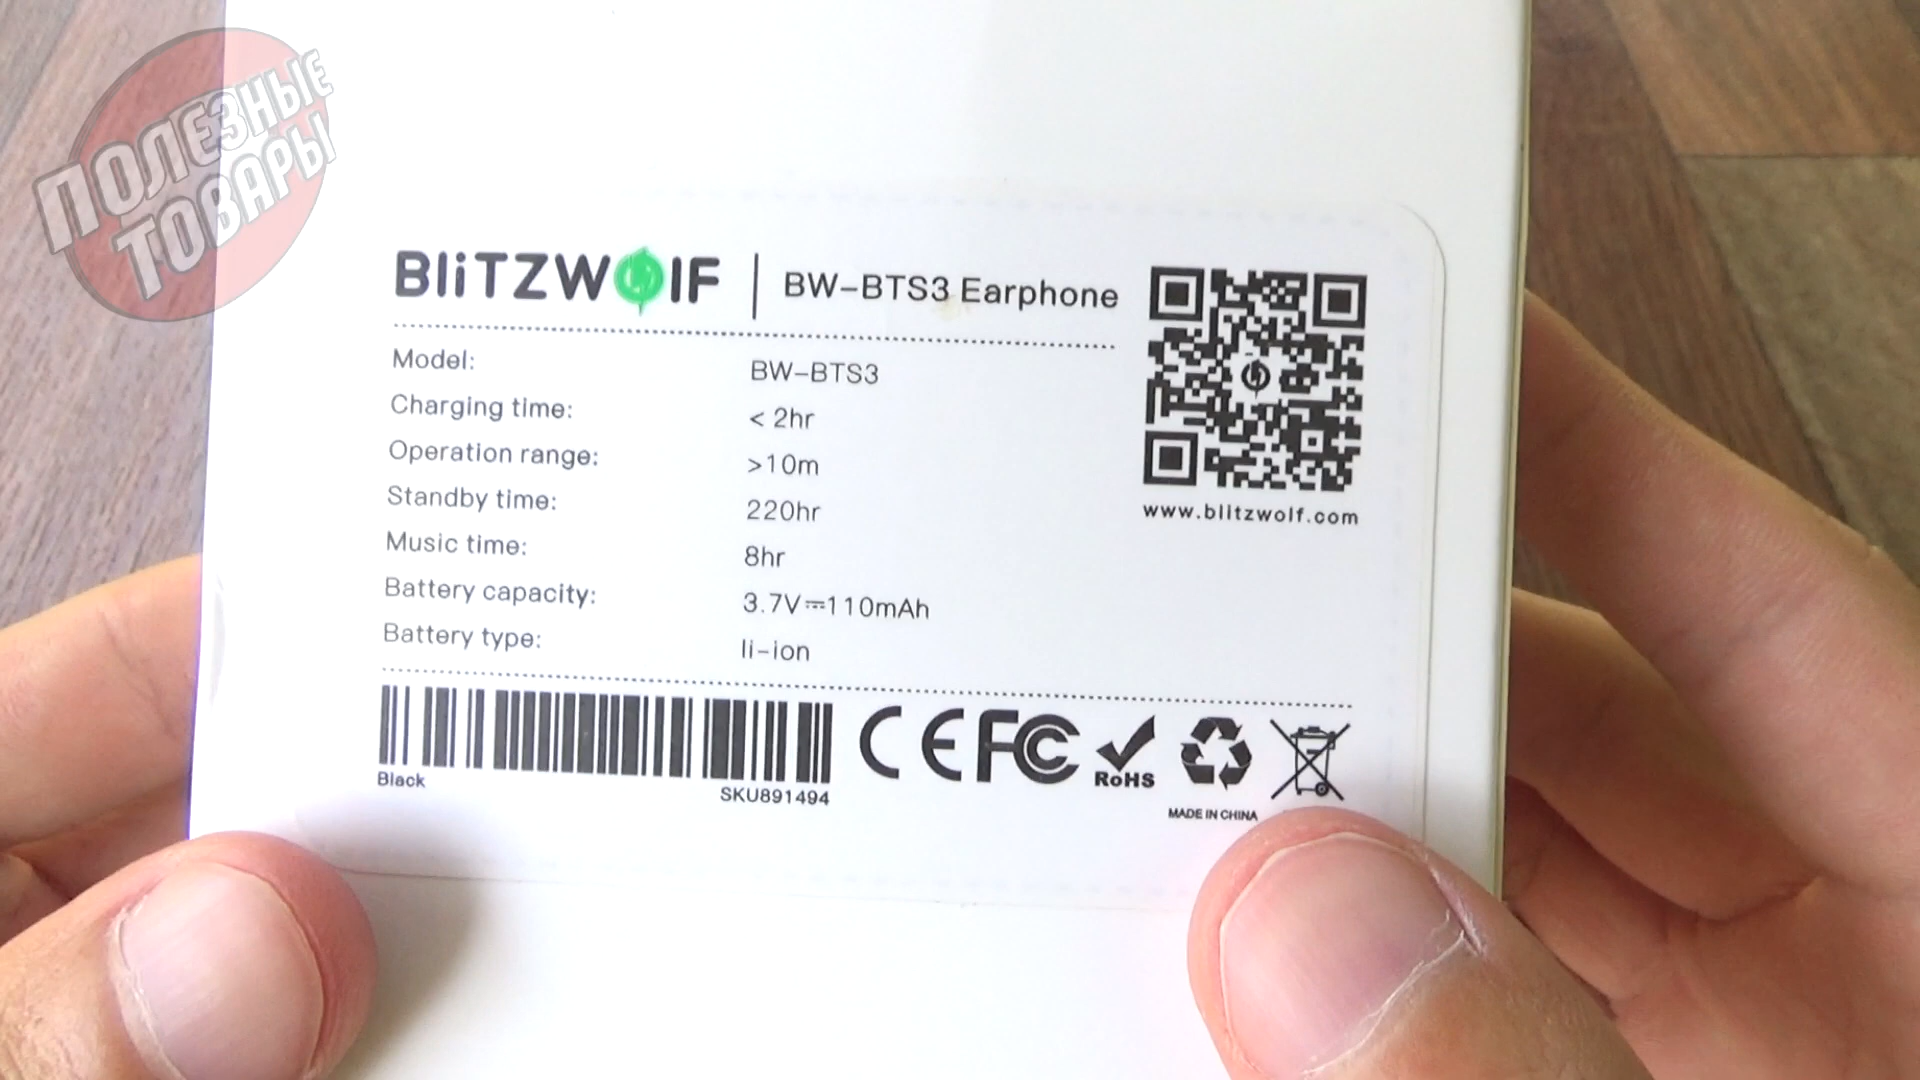 ПОЛЕЗНЫЕ
ТОВАРЫ
BliTZWOlF | BW-BTS3 Earphone
Model: BW-BTS3
Charging time: < 2hr
Operation range: >10m
Standby time: 220hr
Music time: 8hr
Battery capacity: 3.7V⎓110mAh
Battery type: li-ion
www.blitzwolf.com
Black
SKU891494
CE FC RoHS
MADE IN CHINA